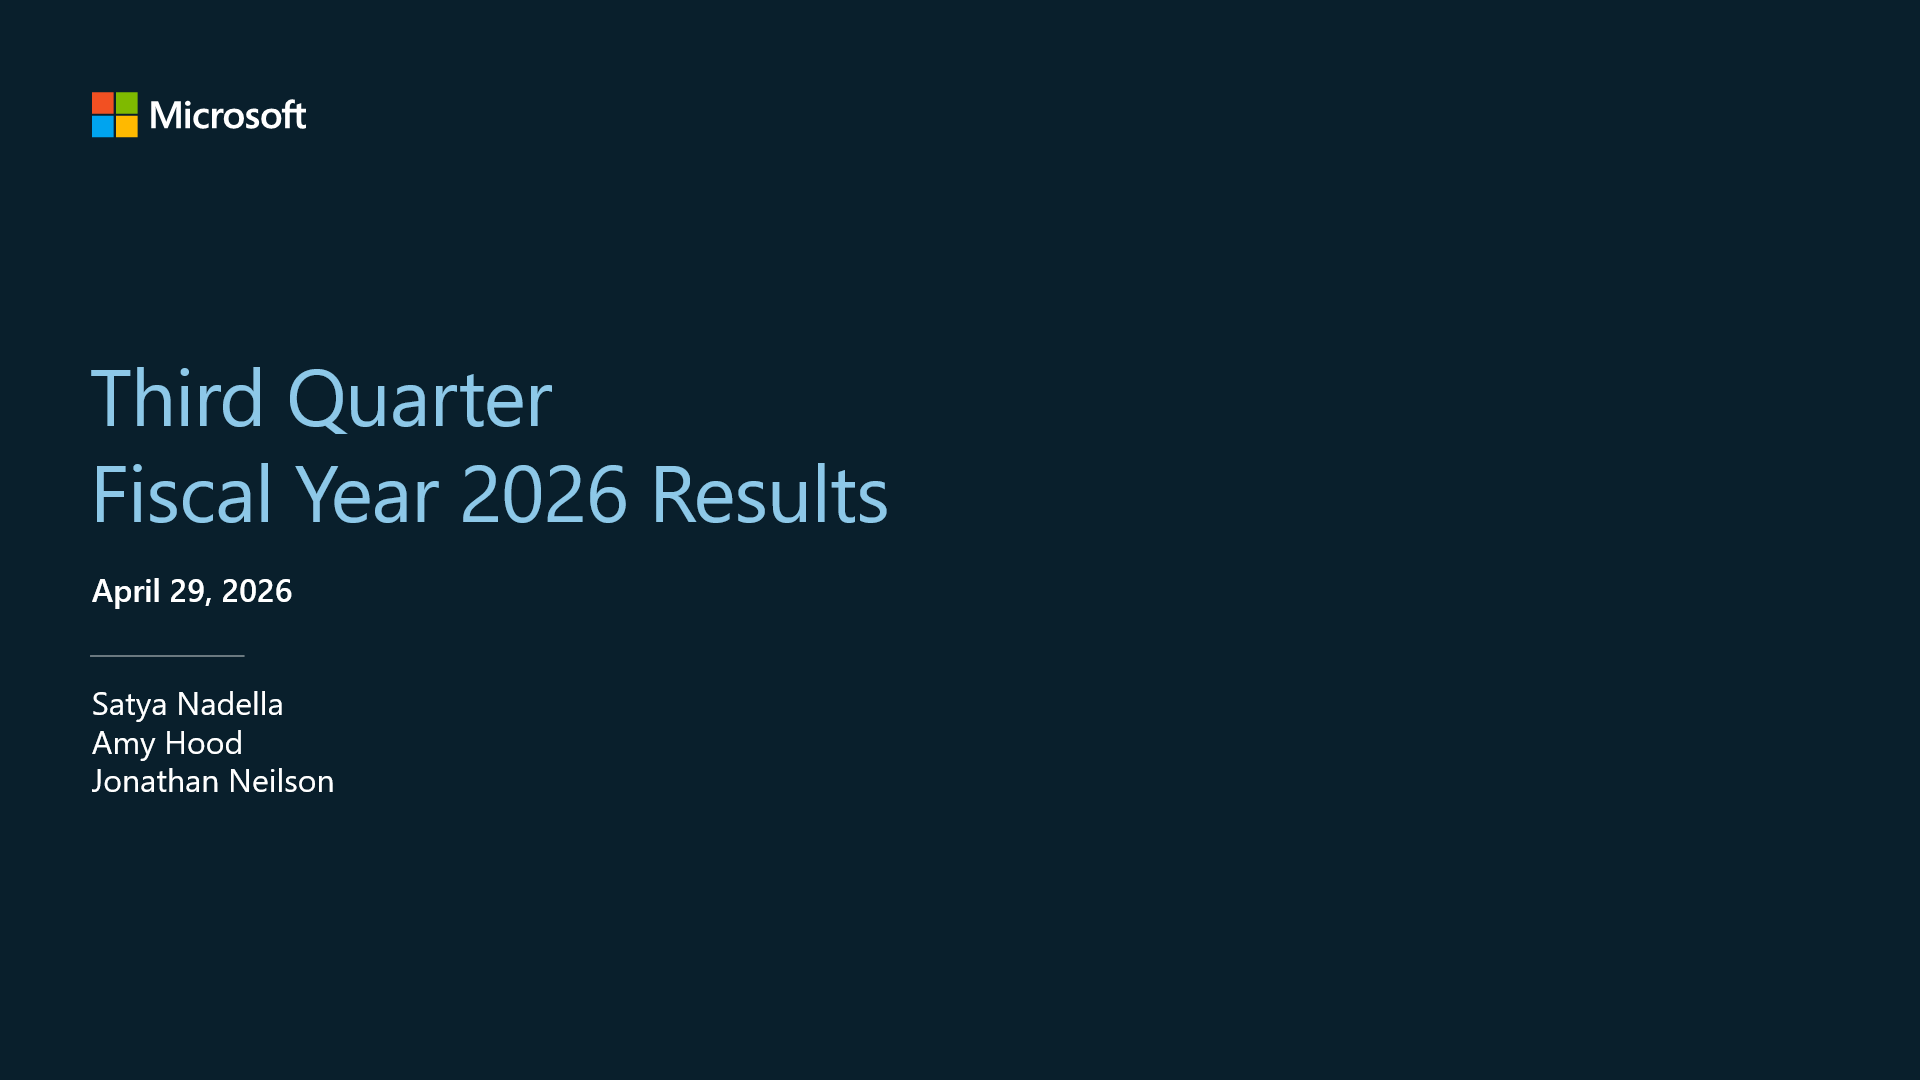 Microsoft
Third Quarter
Fiscal Year 2026 Results
April 29, 2026
Satya Nadella
Amy Hood
Jonathan Neilson